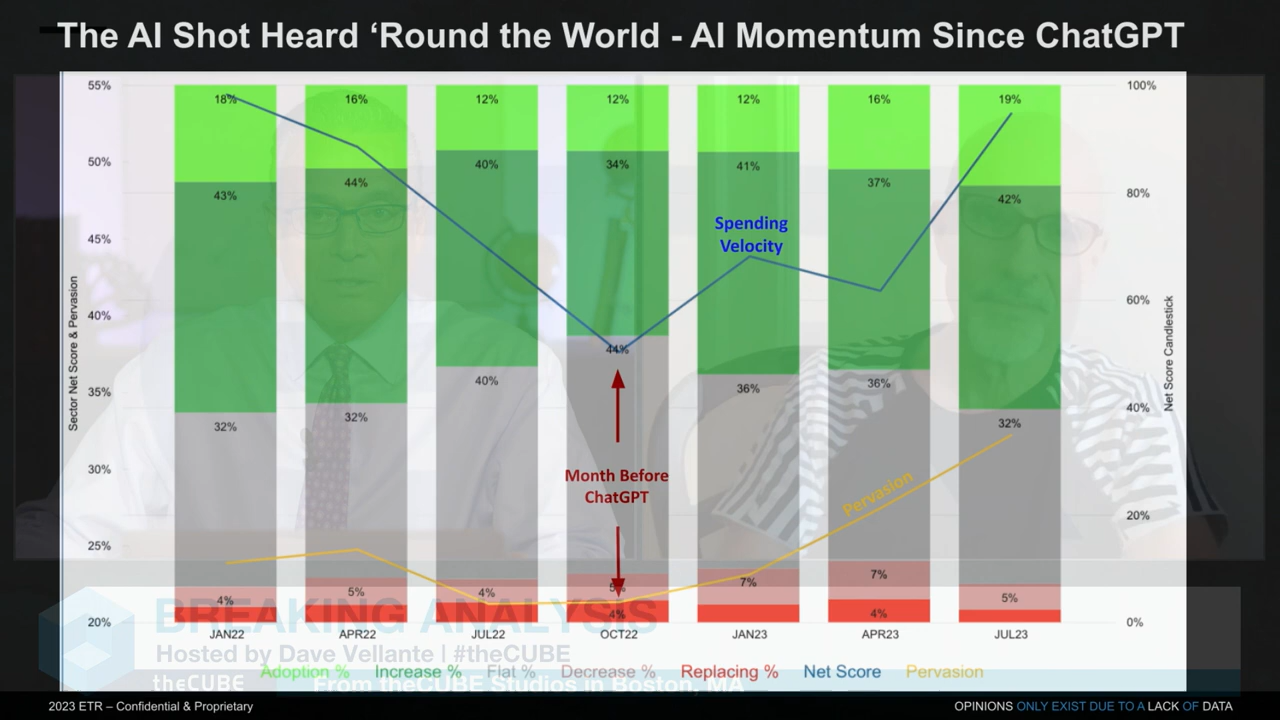 The AI Shot Heard ‘Round the World - AI Momentum Since ChatGPT
55%
50%
45%
40%
35%
30%
25%
20%
Sector Net Score & Pervasion
18%
43%
32%
4%
16%
44%
32%
5%
12%
40%
40%
4%
12%
34%
44%
5%
4%
12%
41%
36%
7%
16%
37%
36%
7%
4%
19%
42%
32%
5%
Spending
Velocity
Month Before
ChatGPT
Pervasion
100%
80%
60%
40%
20%
0%
Net Score Candlestick
JAN22 APR22 JUL22 OCT22 JAN23 APR23 JUL23
BREAKING ANALYSIS
Hosted by Dave Vellante | #theCUBE
Adoption % Increase % Flat % Decrease % Replacing % Net Score Pervasion
theCUBE From theCUBE Studios in Boston, MA
2023 ETR – Confidential & Proprietary
OPINIONS ONLY EXIST DUE TO A LACK OF DATA